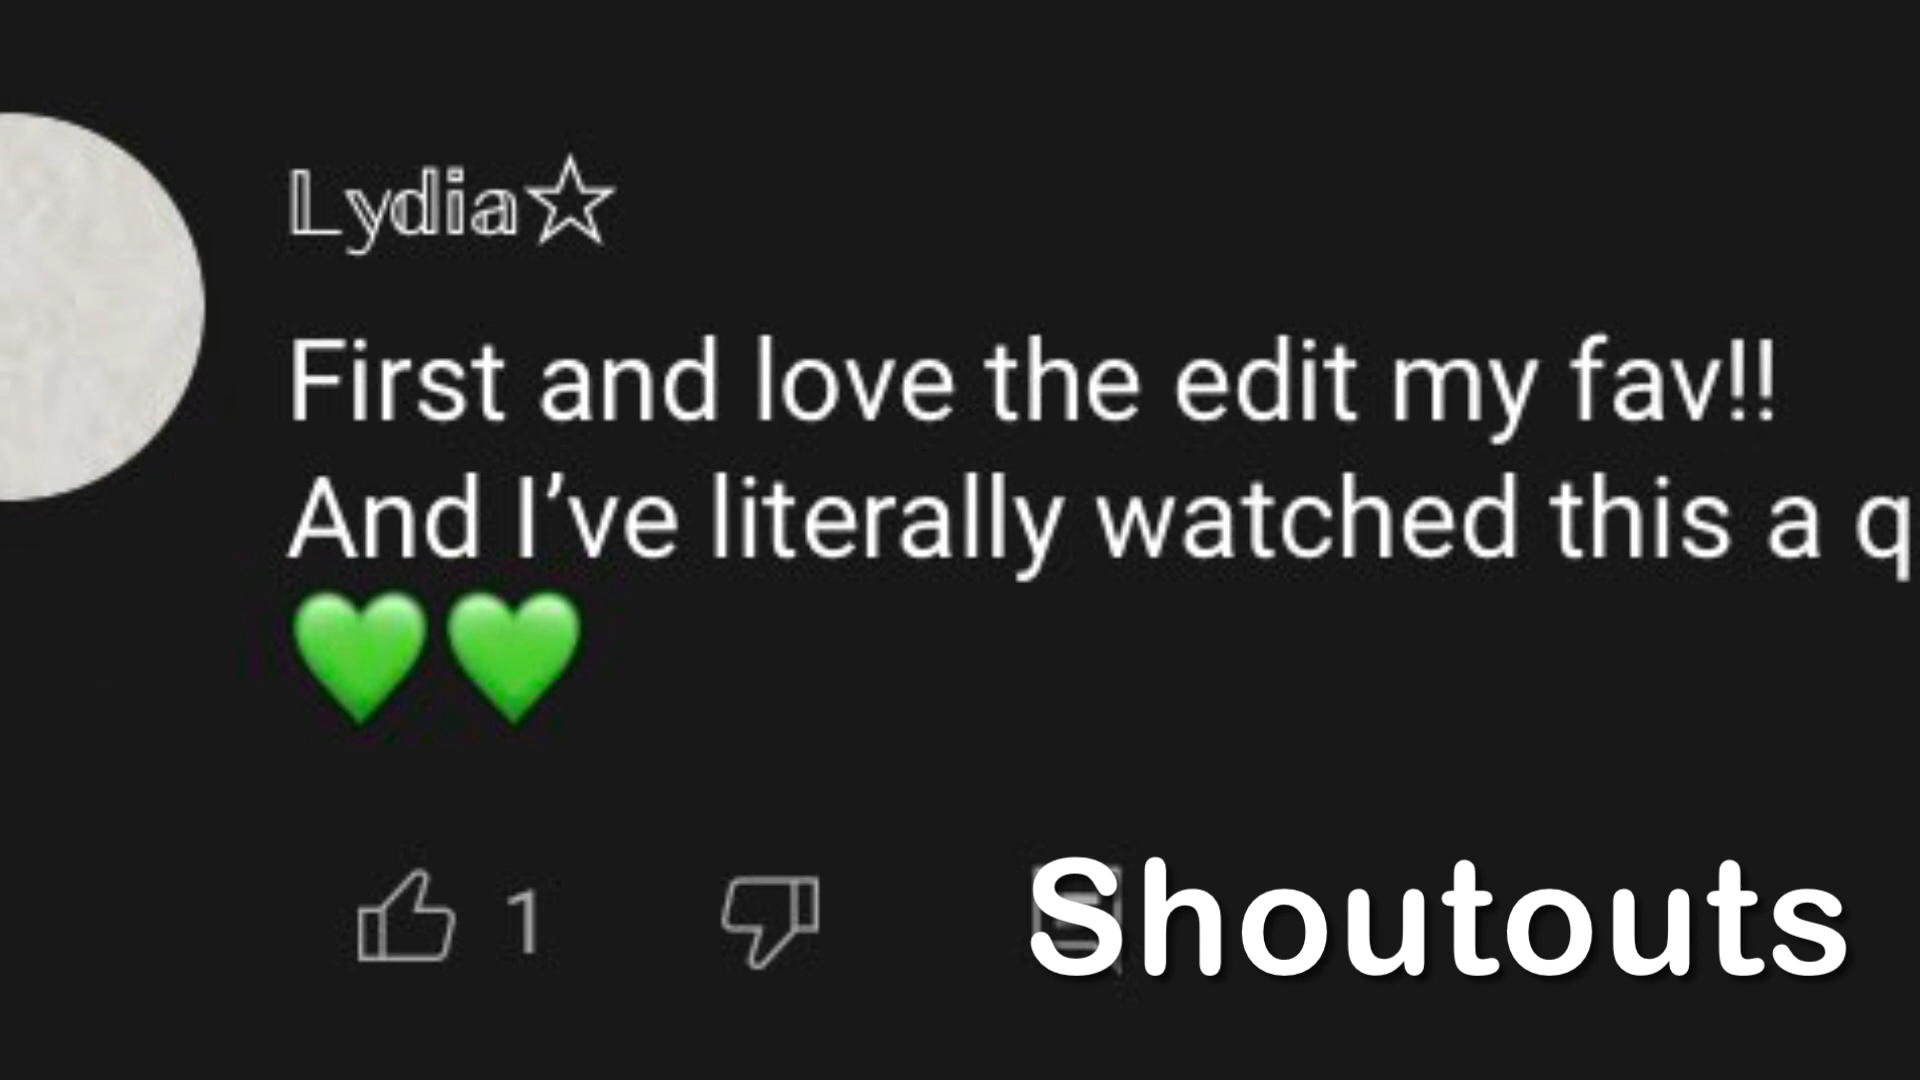 𝕃𝕪𝕕𝕚𝕒☆
First and love the edit my fav!!
And I’ve literally watched this a q
💚💚
1
Shoutouts